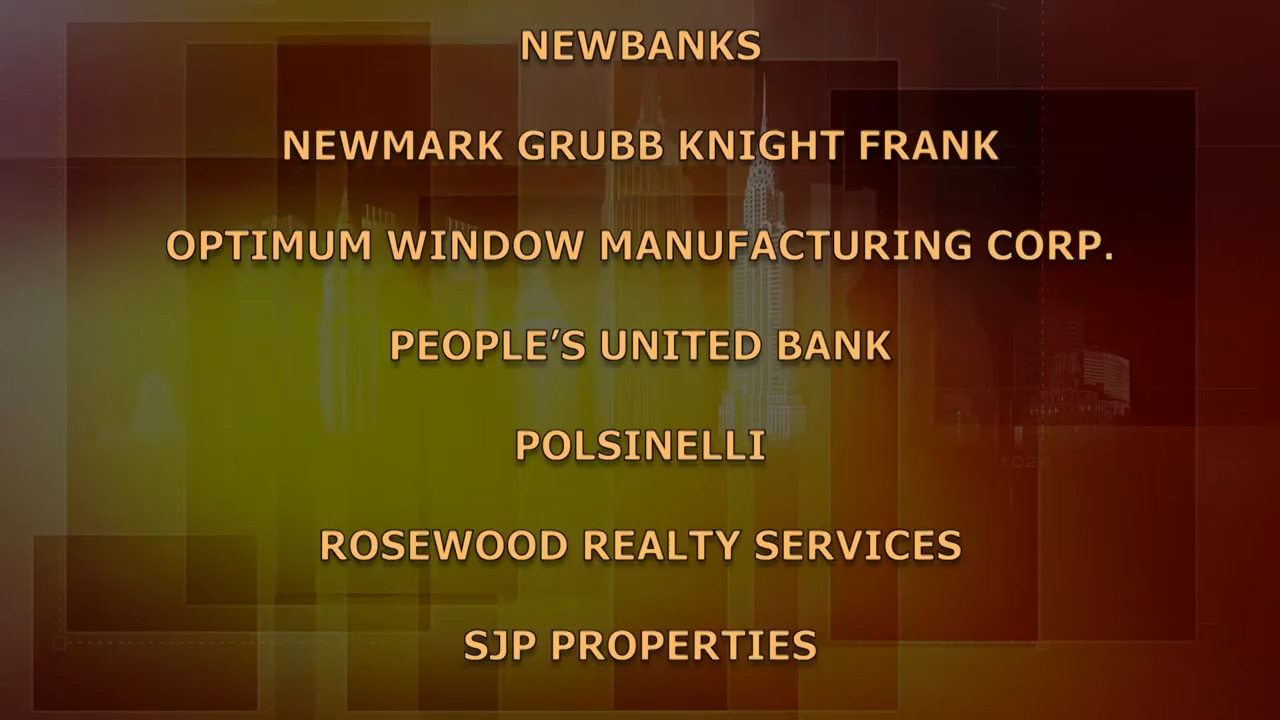 NEWBANKS
NEWMARK GRUBB KNIGHT FRANK
OPTIMUM WINDOW MANUFACTURING CORP.
PEOPLE’S UNITED BANK
POLSINELLI
ROSEWOOD REALTY SERVICES
SJP PROPERTIES